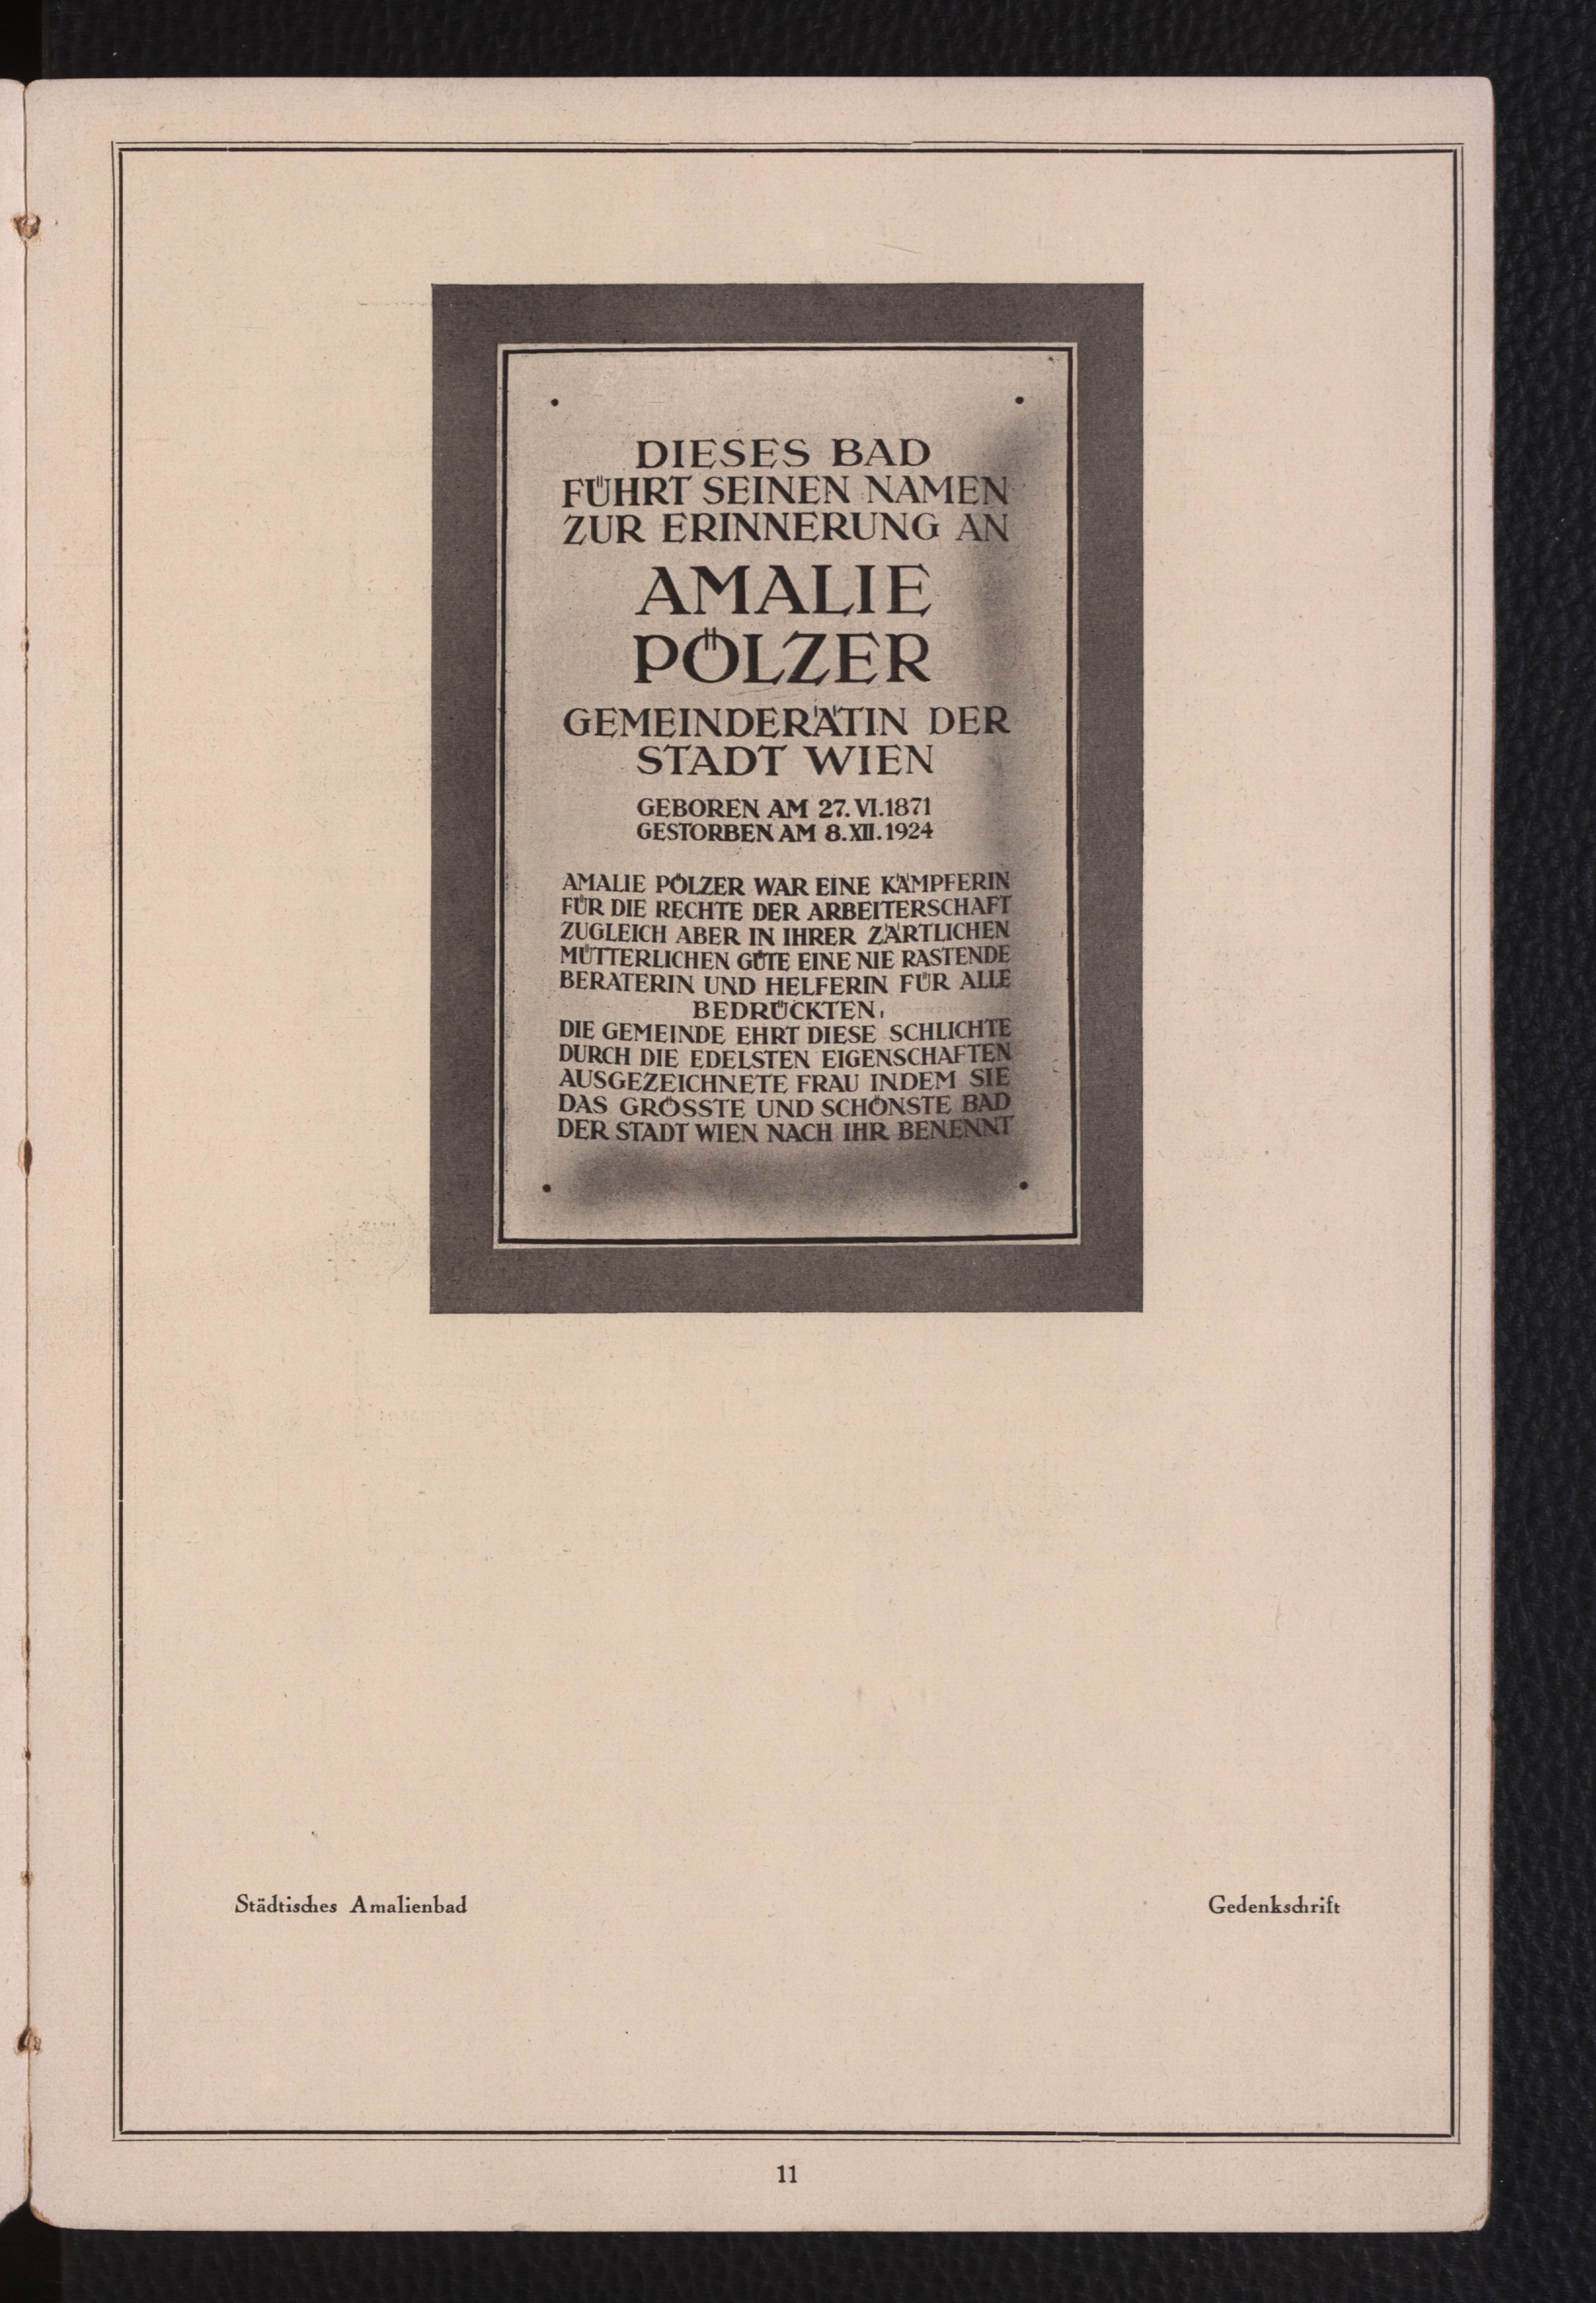 DIESES BAD
FÜHRT SEINEN NAMEN
ZUR ERINNERUNG AN
AMALIE
PÖLZER
GEMEINDERÄTIN DER
STADT WIEN
GEBOREN AM 27. VI. 1871
GESTORBEN AM 8. XII. 1924
AMALIE PÖLZER WAR EINE KÄMPFERIN
FÜR DIE RECHTE DER ARBEITERSCHAFT
ZUGLEICH ABER IN IHRER ZÄRTLICHEN
MÜTTERLICHEN GÜTE EINE NIE RASTENDE
BERATERIN UND HELFERIN FÜR ALLE
BEDRÜCKTEN.
DIE GEMEINDE EHRT DIESE SCHLICHTE
DURCH DIE EDELSTEN EIGENSCHAFTEN
AUSGEZEICHNETE FRAU INDEM SIE
DAS GRÖSSTE UND SCHÖNSTE BAD
DER STADT WIEN NACH IHR BENENNT
Städtisches Amalienbad
Gedenkschrift
11